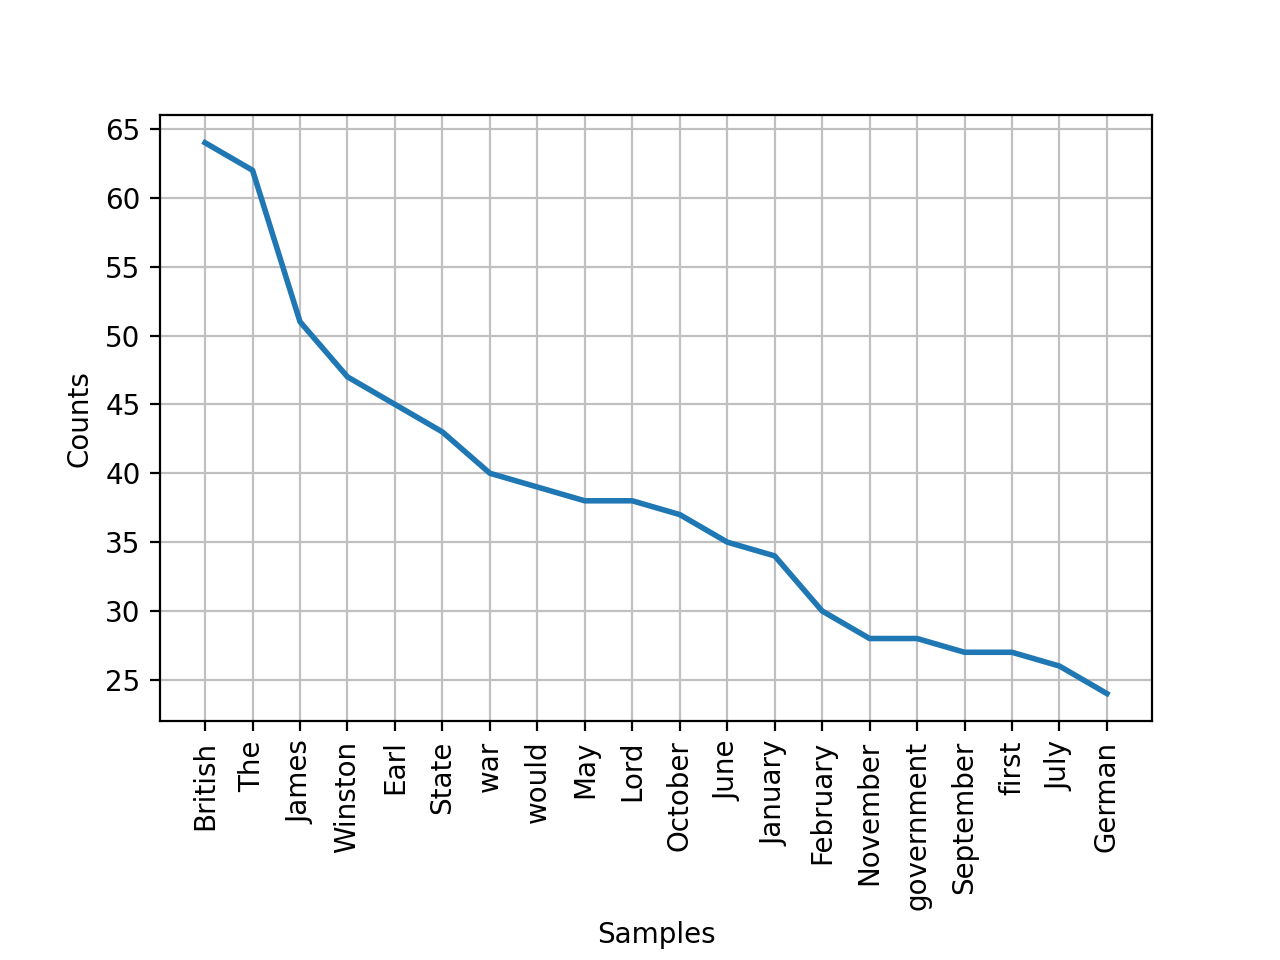 65
60
55
50
45
40
35
30
25
Counts
British
The
James
Winston
Earl
State
war
would
May
Lord
October
June
January
February
November
government
September
first
July
German
Samples